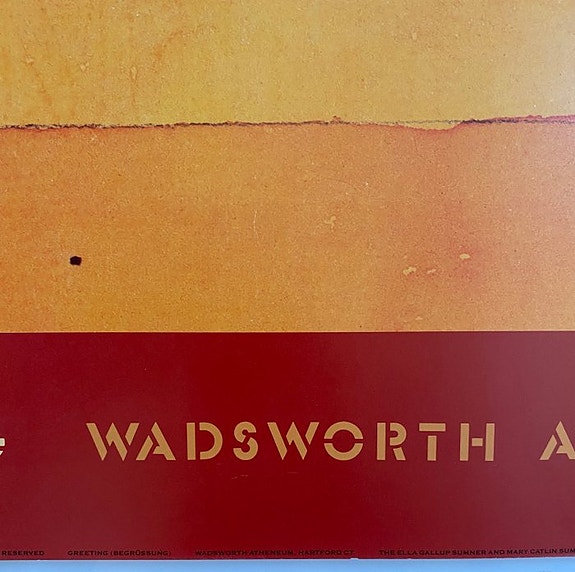 WADSWORTH A
RESERVED GREETING (BEGRÜSSUNG) WADSWORTH ATHENEUM, HARTFORD CT THE ELLA GALLUP SUMNER AND MARY CATLIN SUM